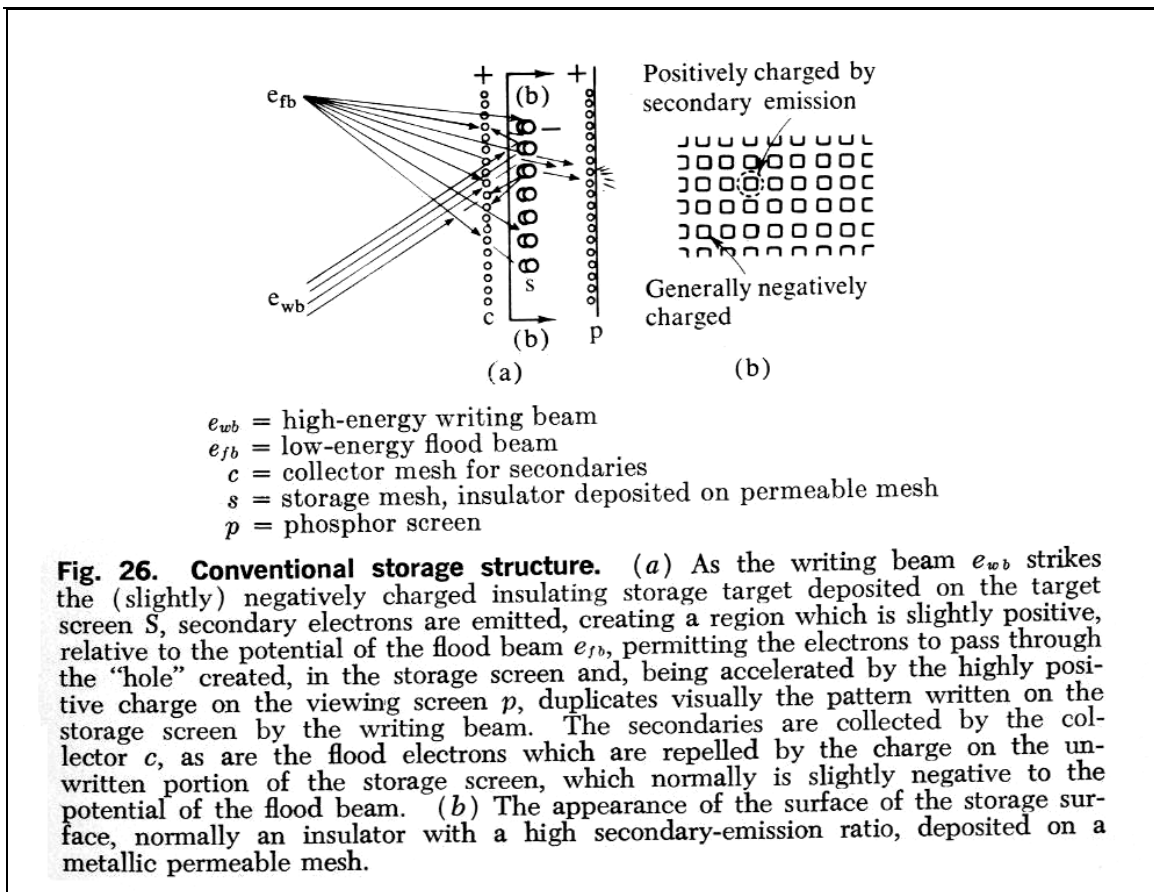 + +
(b)
e_fb
−
e_wb
s
c
(b)
p
(a)
Positively charged by
secondary emission
Generally negatively
charged
(b)
e_wb = high-energy writing beam
e_fb = low-energy flood beam
c = collector mesh for secondaries
s = storage mesh, insulator deposited on permeable mesh
p = phosphor screen
Fig. 26. Conventional storage structure. (a) As the writing beam e_wb strikes
the (slightly) negatively charged insulating storage target deposited on the target
screen S, secondary electrons are emitted, creating a region which is slightly positive,
relative to the potential of the flood beam e_fb, permitting the electrons to pass through
the “hole” created, in the storage screen and, being accelerated by the highly posi-
tive charge on the viewing screen p, duplicates visually the pattern written on the
storage screen by the writing beam. The secondaries are collected by the col-
lector c, as are the flood electrons which are repelled by the charge on the un-
written portion of the storage screen, which normally is slightly negative to the
potential of the flood beam. (b) The appearance of the surface of the storage sur-
face, normally an insulator with a high secondary-emission ratio, deposited on a
metallic permeable mesh.